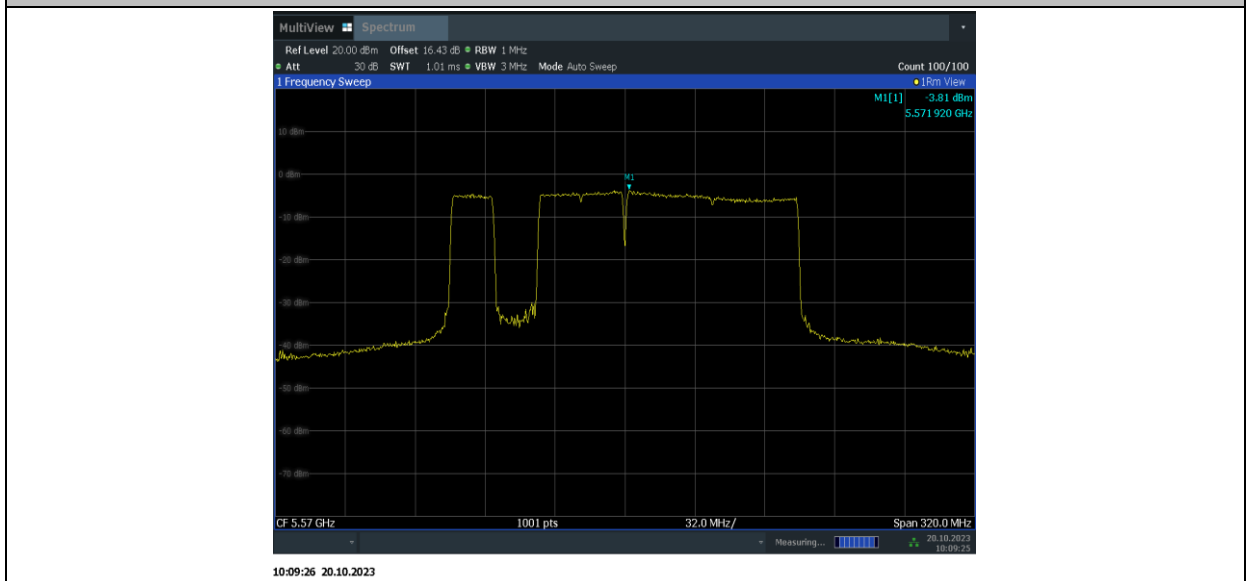 MultiView Spectrum
Ref Level 20.00 dBm Offset 16.43 dB RBW 1 MHz
Att 30 dB SWT 1.01 ms VBW 3 MHz Mode Auto Sweep Count 100/100
1 Frequency Sweep 1Rm View
M1[1] -3.81 dBm
5.571 920 GHz
10 dBm
0 dBm
M1
-10 dBm
-20 dBm
-30 dBm
-40 dBm
-50 dBm
-60 dBm
-70 dBm
CF 5.57 GHz 1001 pts 32.0 MHz/ Span 320.0 MHz
Measuring... 20.10.2023
10:09:25
10:09:26 20.10.2023